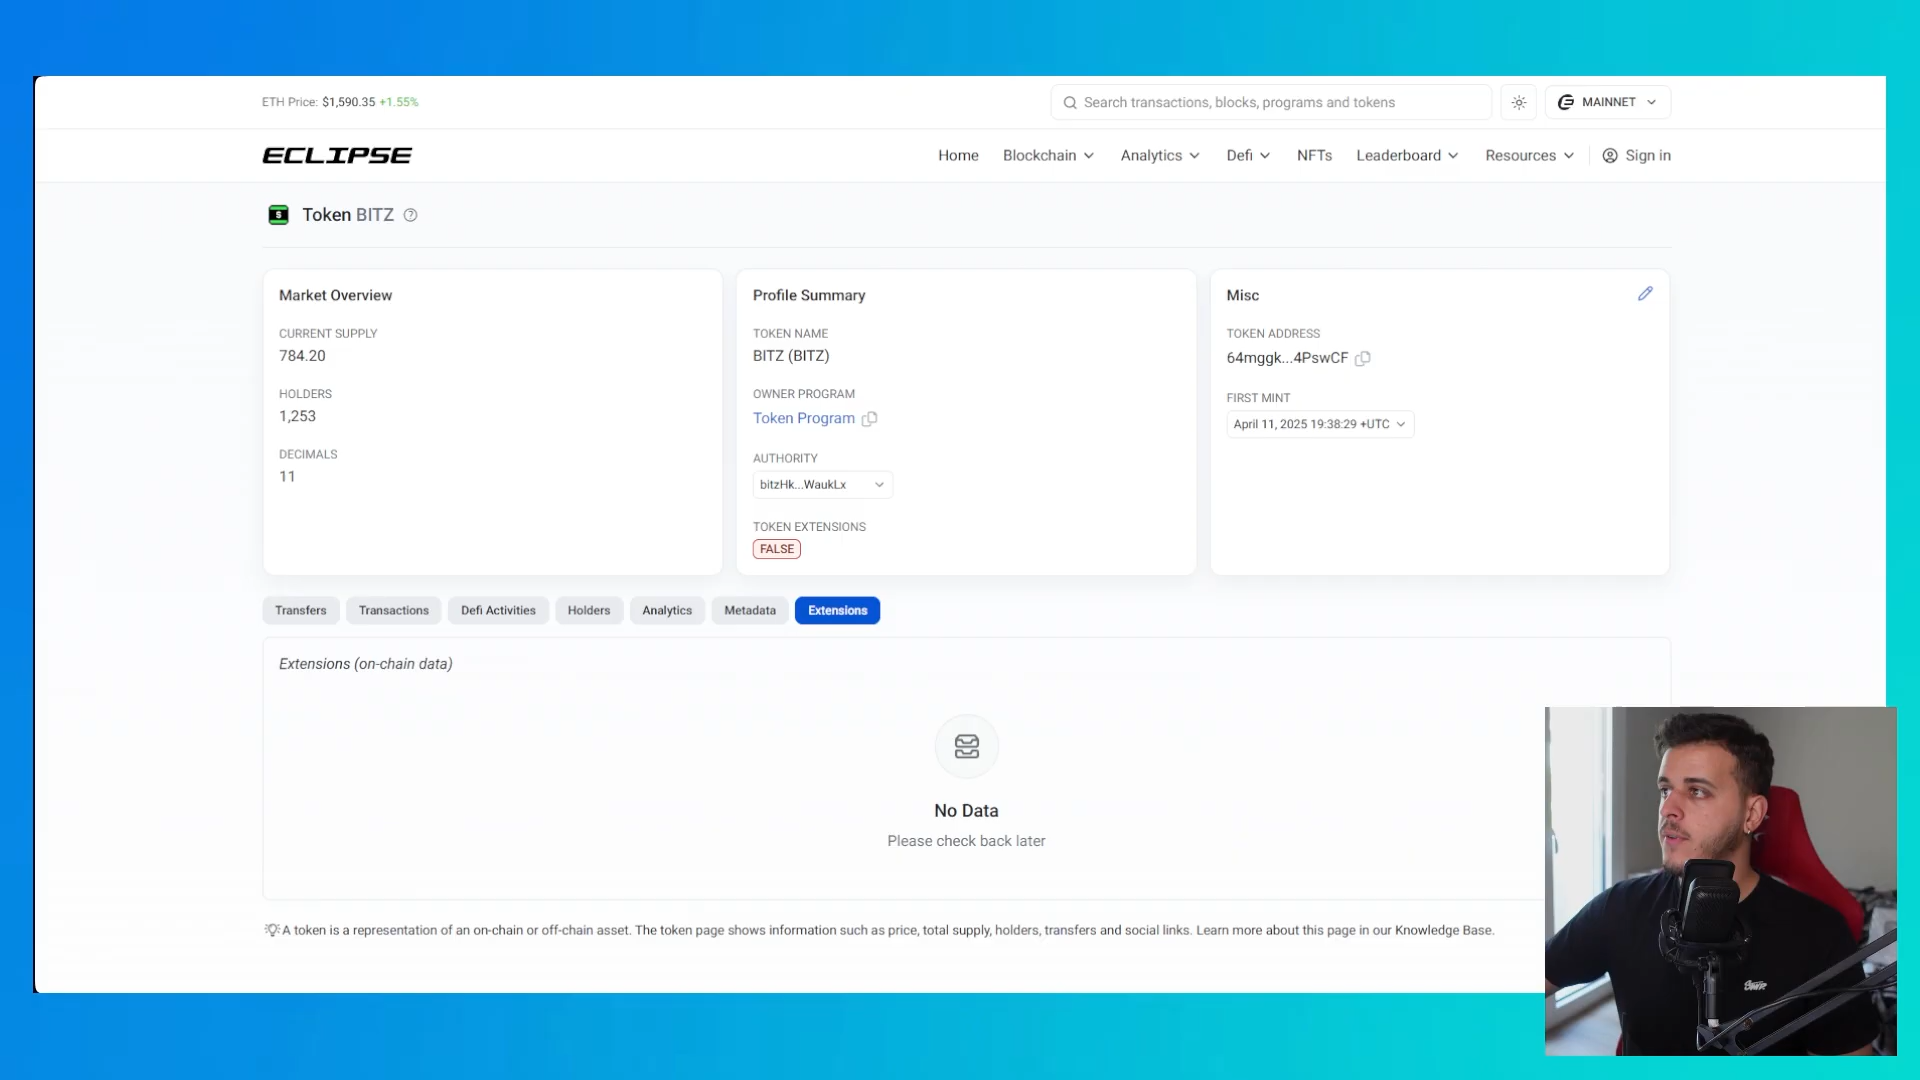 ETH Price: $1,590.35 +1.55%
Search transactions, blocks, programs and tokens
MAINNET
ECLIPSE
Home Blockchain Analytics Defi NFTs Leaderboard Resources Sign in
Token BITZ
Market Overview
CURRENT SUPPLY
784.20
HOLDERS
1,253
DECIMALS
11
Profile Summary
TOKEN NAME
BITZ (BITZ)
OWNER PROGRAM
Token Program
AUTHORITY
bitzHk...WaukLx
TOKEN EXTENSIONS
FALSE
Misc
TOKEN ADDRESS
64mggk...4PswCF
FIRST MINT
April 11, 2025 19:38:29 +UTC
Transfers Transactions Defi Activities Holders Analytics Metadata Extensions
Extensions (on-chain data)
No Data
Please check back later
A token is a representation of an on-chain or off-chain asset. The token page shows information such as price, total supply, holders, transfers and social links. Learn more about this page in our Knowledge Base.